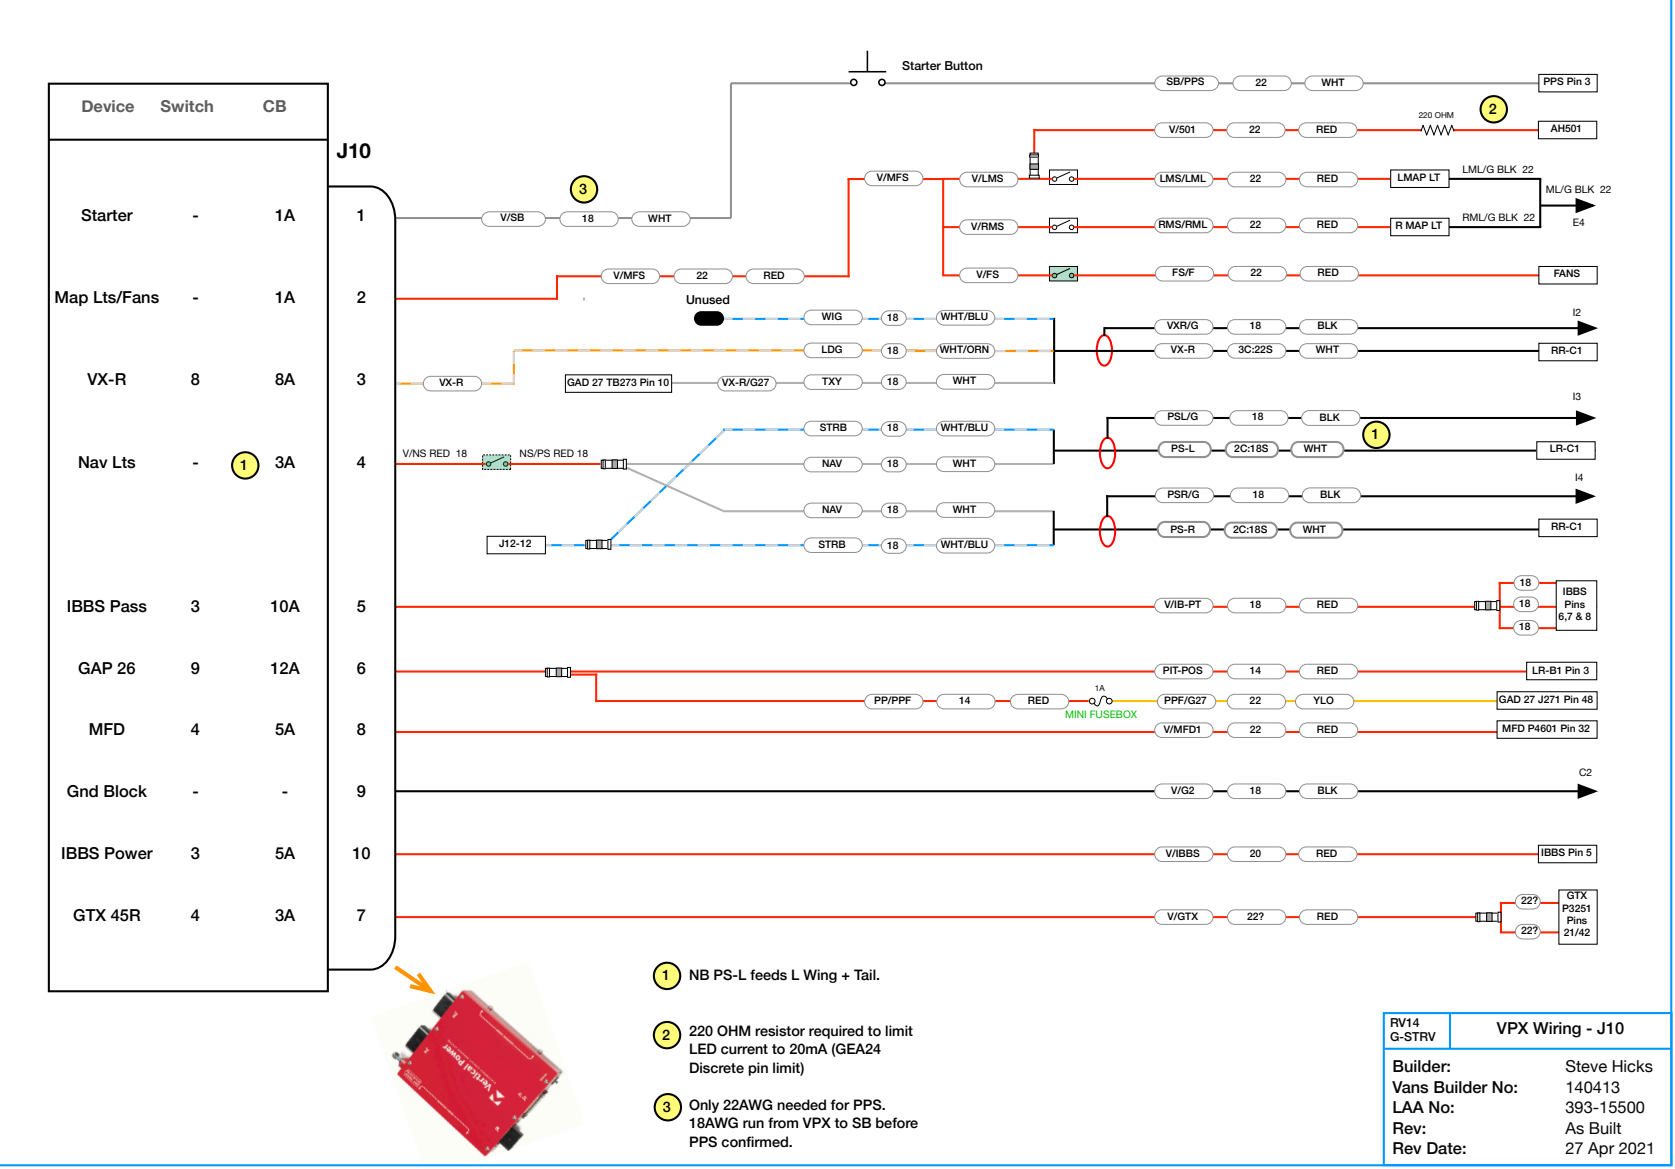 Device Switch CB
J10
Starter - 1A 1
Map Lts/Fans - 1A 2
VX-R 8 8A 3
Nav Lts - 1 3A 4
IBBS Pass 3 10A 5
GAP 26 9 12A 6
MFD 4 5A 8
Gnd Block - - 9
IBBS Power 3 5A 10
GTX 45R 4 3A 7
Starter Button
SB/PPS 22 WHT PPS Pin 3
2
220 OHM
V/501 22 RED AH501
3
V/SB 18 WHT
V/MFS V/LMS LMS/LML 22 RED LMAP LT LML/G BLK 22
ML/G BLK 22
V/RMS RMS/RML 22 RED R MAP LT RML/G BLK 22
E4
V/MFS 22 RED
V/FS FS/F 22 RED FANS
Unused
WIG 18 WHT/BLU
I2
VXR/G 18 BLK
LDG 18 WHT/ORN
VX-R 3C:22S WHT RR-C1
VX-R
GAD 27 TB273 Pin 10 VX-R/G27 TXY 18 WHT
I3
PSL/G 18 BLK
STRB 18 WHT/BLU
1
PS-L 2C:18S WHT LR-C1
V/NS RED 18 NS/PS RED 18
NAV 18 WHT
I4
PSR/G 18 BLK
NAV 18 WHT
PS-R 2C:18S WHT RR-C1
J12-12 STRB 18 WHT/BLU
V/IB-PT 18 RED
18
18
18
IBBS
Pins
6,7 & 8
PIT-POS 14 RED LR-B1 Pin 3
PP/PPF 14 RED 1A PPF/G27 22 YLO GAD 27 J271 Pin 48
MINI FUSEBOX
V/MFD1 22 RED MFD P4601 Pin 32
C2
V/G2 18 BLK
V/IBBS 20 RED IBBS Pin 5
V/GTX 22? RED
22?
22?
GTX
P3251
Pins
21/42
Vertical Power
1 NB PS-L feeds L Wing + Tail.
2 220 OHM resistor required to limit
LED current to 20mA (GEA24
Discrete pin limit)
3 Only 22AWG needed for PPS.
18AWG run from VPX to SB before
PPS confirmed.
RV14
G-STRV
VPX Wiring - J10
Builder: Steve Hicks
Vans Builder No: 140413
LAA No: 393-15500
Rev: As Built
Rev Date: 27 Apr 2021